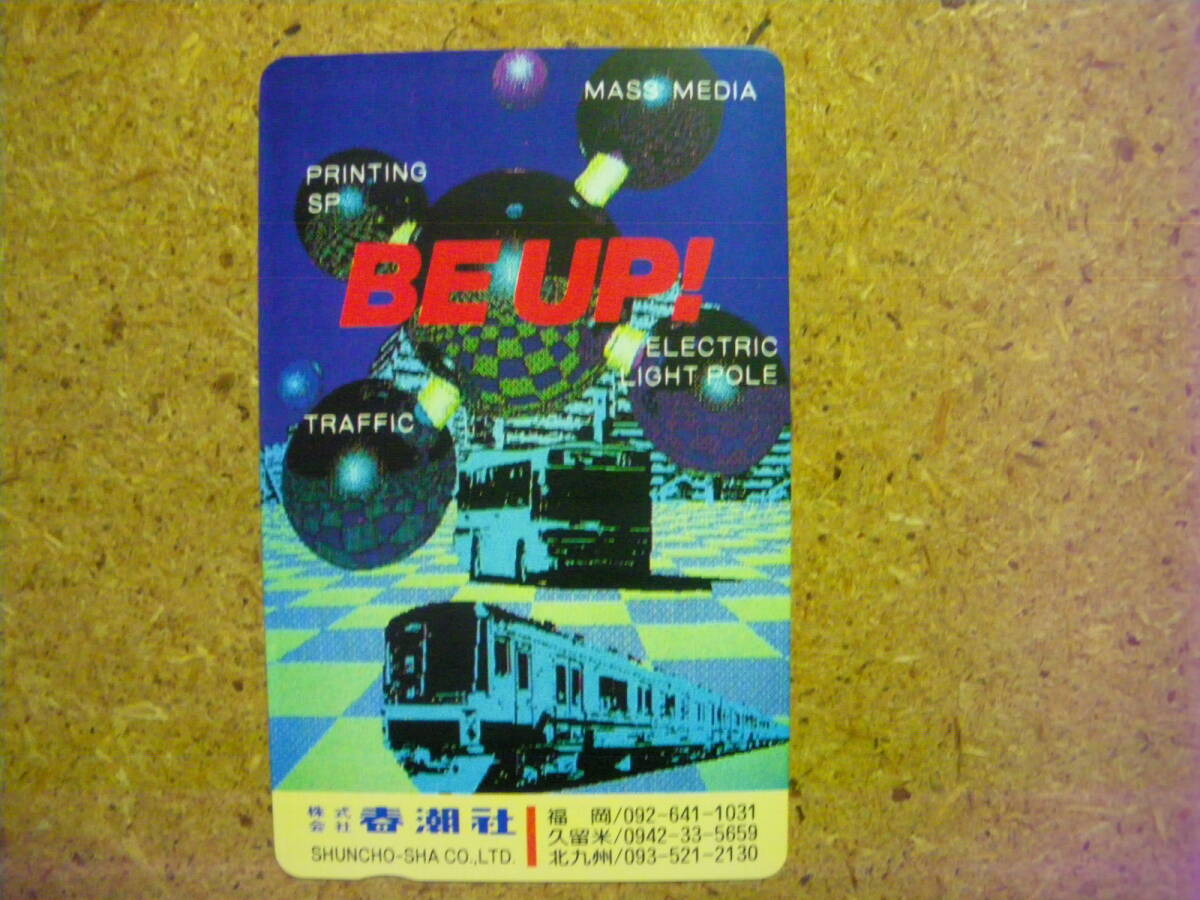 MASS MEDIA
PRINTING
SP
BE UP!
ELECTRIC
LIGHT POLE
TRAFFIC
株式会社 春潮社
SHUNCHO-SHA CO.,LTD.
福岡/092-641-1031
久留米/0942-33-5659
北九州/093-521-2130